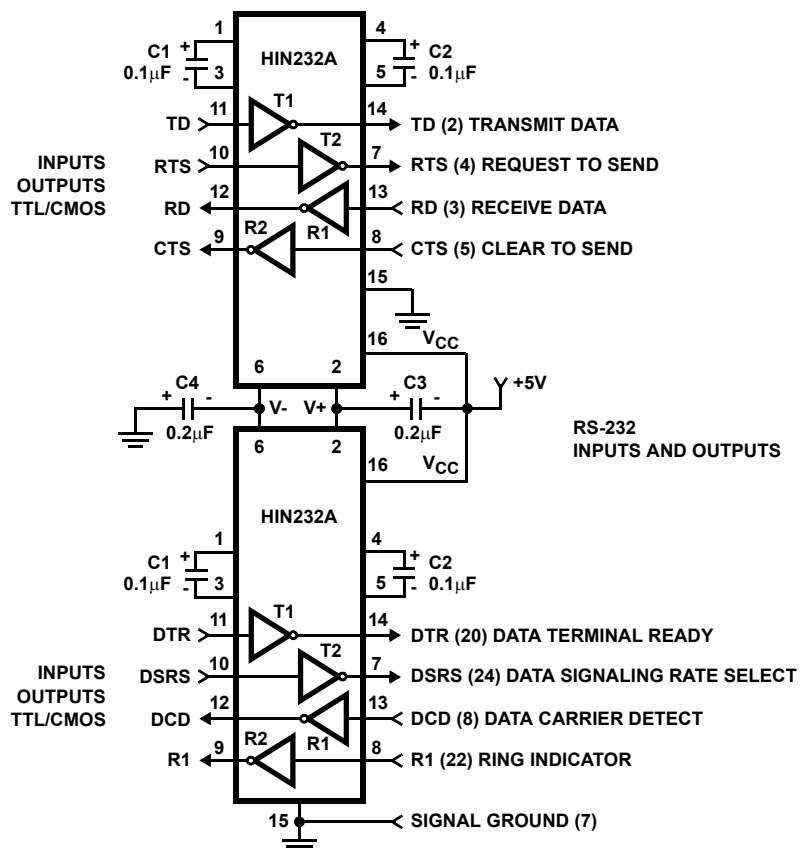 1
4
C1 + + C2
HIN232A
0.1µF 3 5 0.1µF
- -
T1
11 14
TD TD (2) TRANSMIT DATA
T2
10 7
INPUTS
OUTPUTS
TTL/CMOS
RTS RTS (4) REQUEST TO SEND
12 13
RD RD (3) RECEIVE DATA
R2 R1
9 8
CTS CTS (5) CLEAR TO SEND
15
16 VCC
6 2
C4 C3 +5V
+ - V- V+ + -
0.2µF 0.2µF
RS-232
INPUTS AND OUTPUTS
6 2
16 VCC
HIN232A
1 4
C1 + + C2
0.1µF - 3 5 - 0.1µF
T1
11 14
DTR DTR (20) DATA TERMINAL READY
T2
10 7
INPUTS
OUTPUTS
TTL/CMOS
DSRS DSRS (24) DATA SIGNALING RATE SELECT
12 13
DCD DCD (8) DATA CARRIER DETECT
R2 R1
9 8
R1 R1 (22) RING INDICATOR
15 SIGNAL GROUND (7)